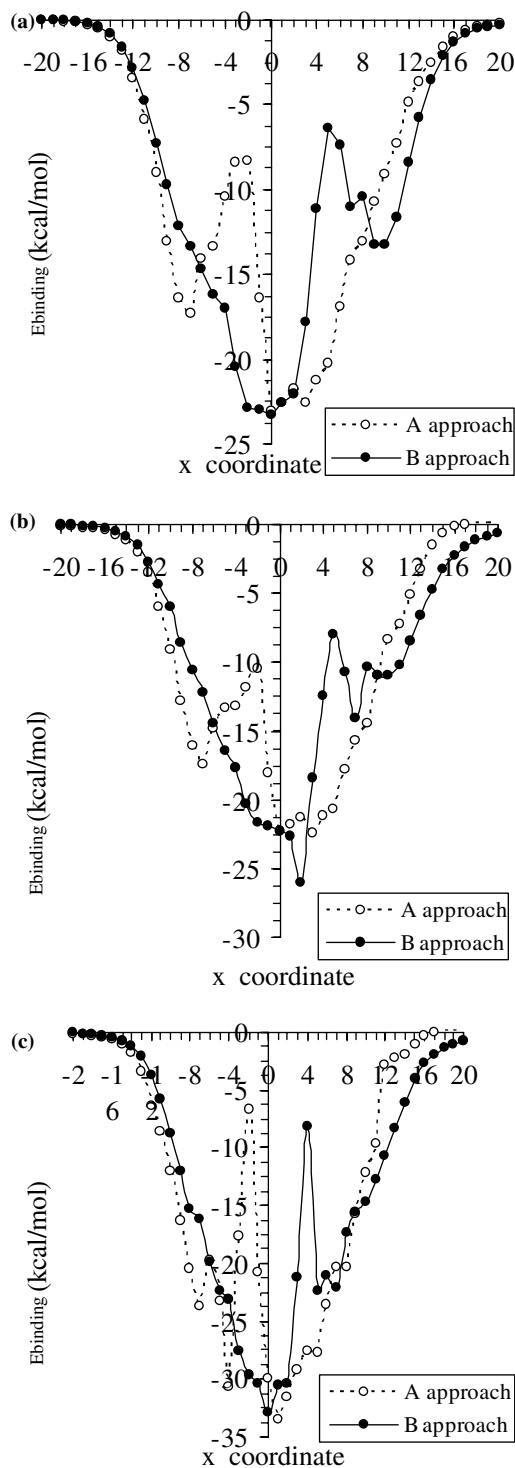 (a)
0
-20 -16 -12 -8 -4 0 4 8 12 16 20
-5
-10
-15
-20
-25
Ebinding (kcal/mol)
A approach
B approach
x coordinate
(b)
0
-20 -16 -12 -8 -4 0 4 8 12 16 20
-5
-10
-15
-20
-25
-30
Ebinding (kcal/mol)
A approach
B approach
x coordinate
(c)
0
-2 -1 -8 -4 0 4 8 12 16 20
6 2
-5
-10
-15
-20
-25
-30
-35
Ebinding (kcal/mol)
A approach
B approach
x coordinate